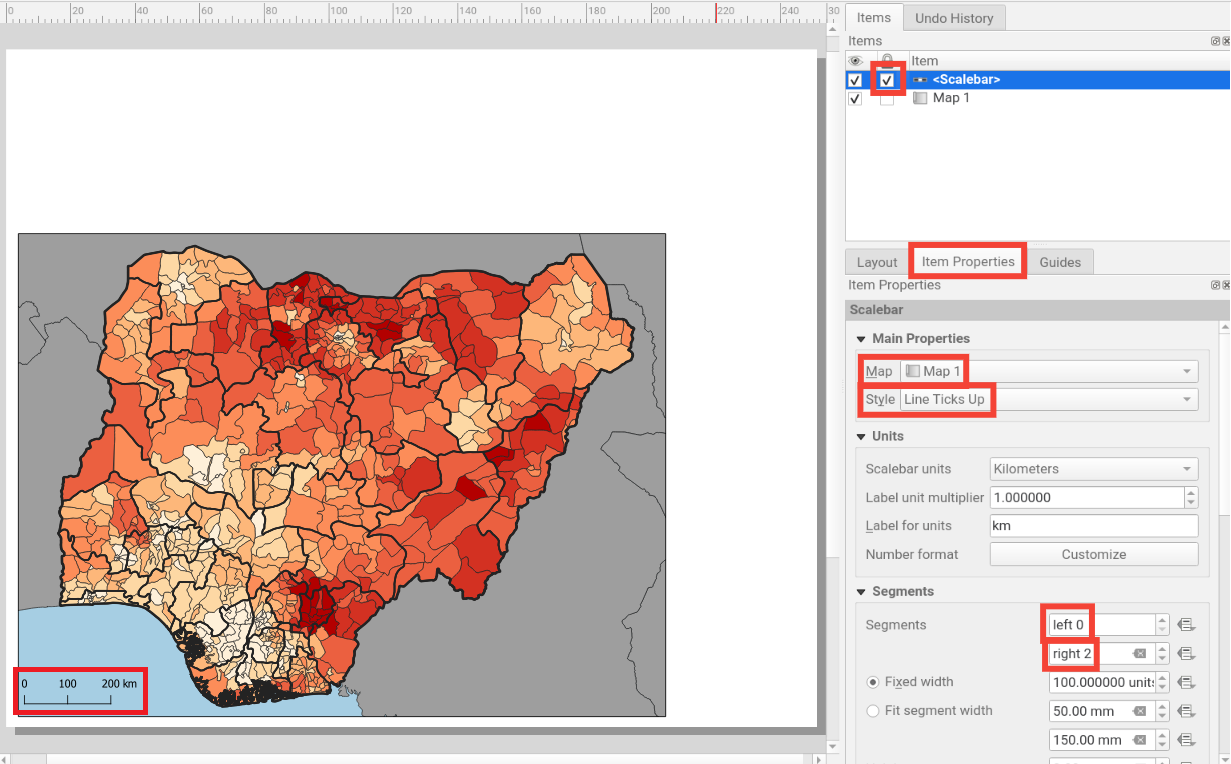 0 20 40 60 80 100 120 140 160 180 200 220 240 30
Items Undo History
Items
Item
<Scalebar>
Map 1
Layout Item Properties Guides
Item Properties
Scalebar
Main Properties
Map Map 1
Style Line Ticks Up
Units
Scalebar units Kilometers
Label unit multiplier 1.000000
Label for units km
Number format Customize
Segments
Segments left 0
right 2
Fixed width 100.000000 units
Fit segment width 50.00 mm
150.00 mm
0 100 200 km